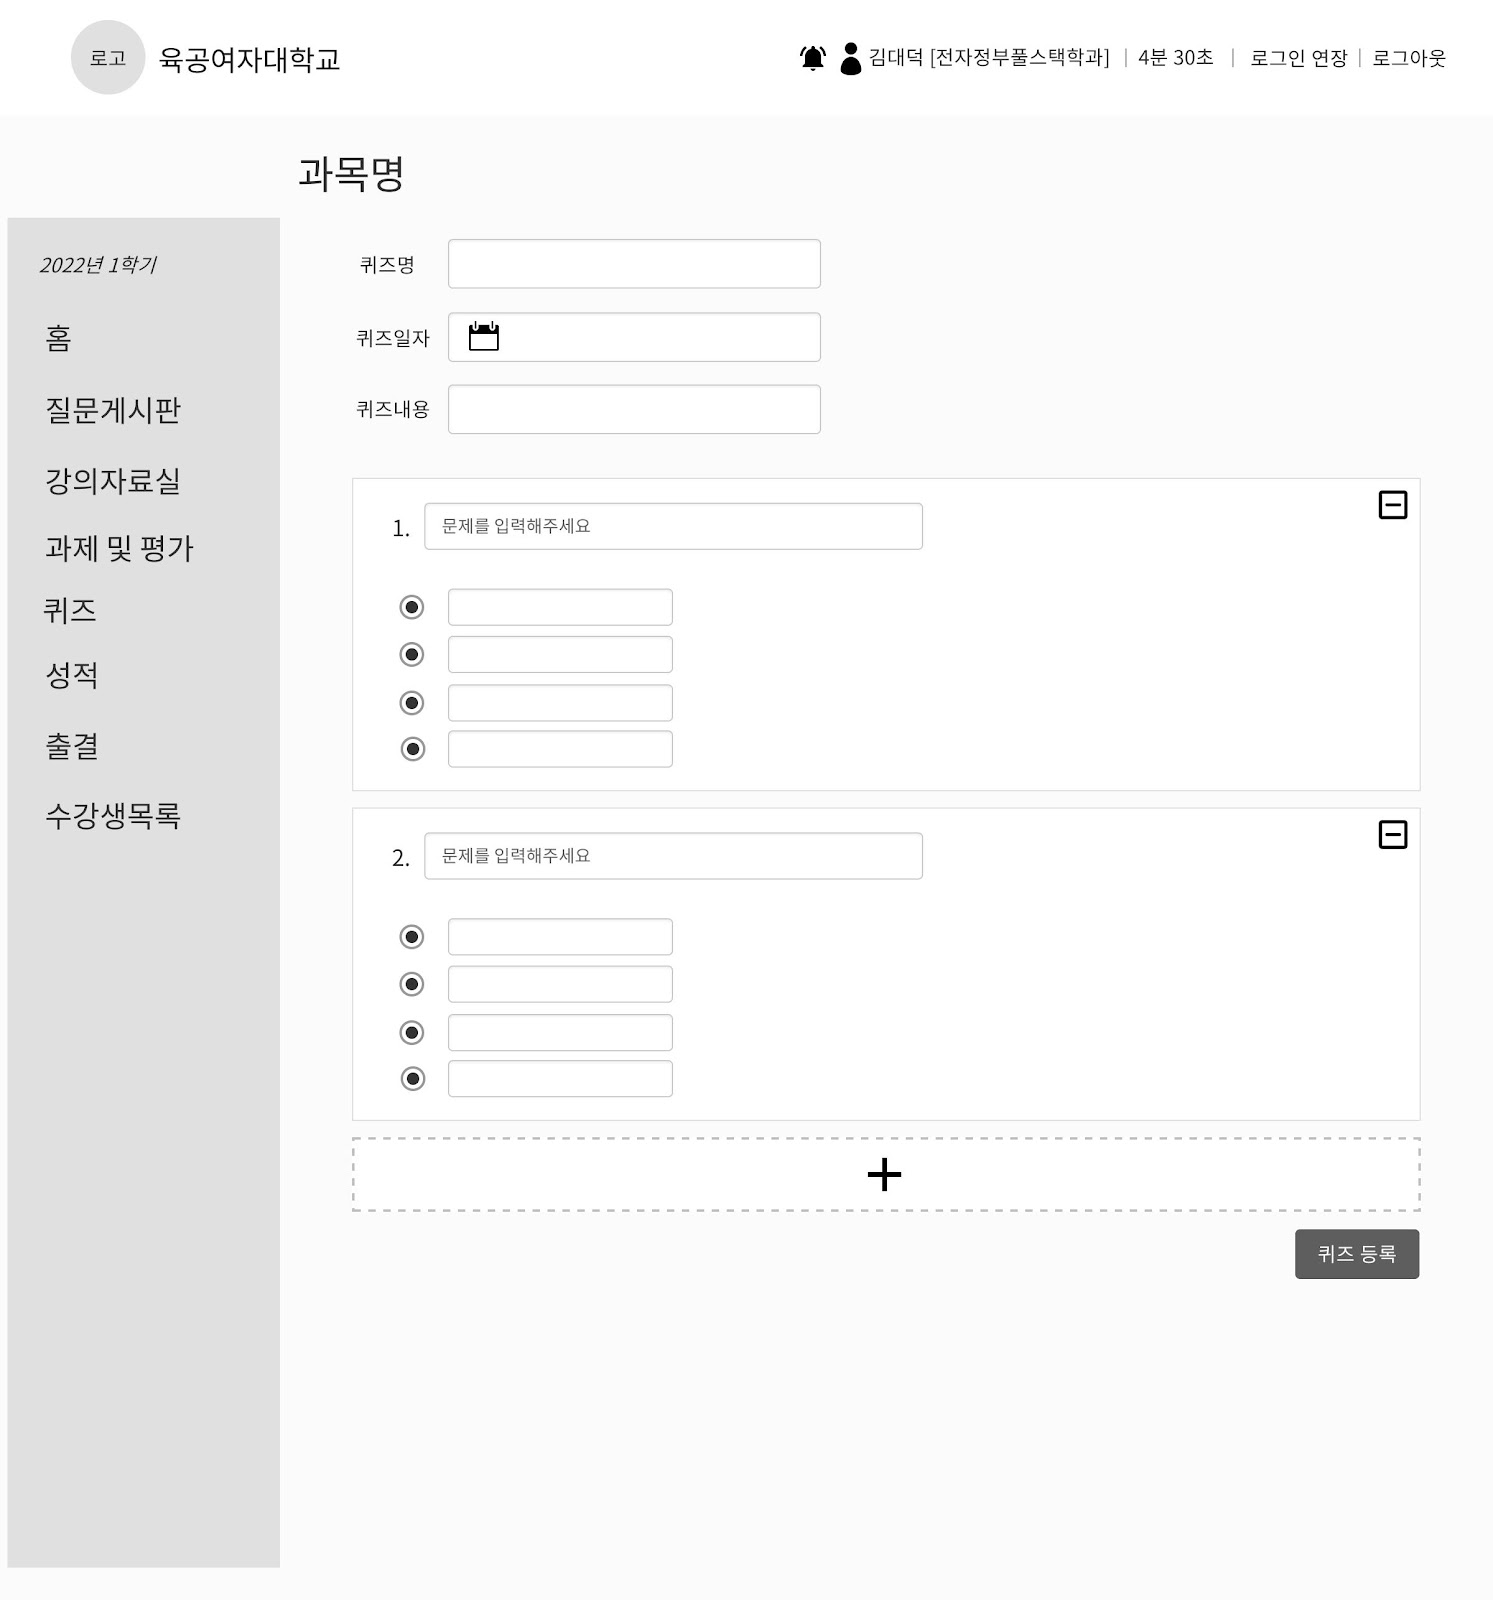 로고 육공여자대학교 김대덕 [전자정부풀스택학과] | 4분 30초 | 로그인 연장 | 로그아웃
과목명
2022년 1학기
홈
질문게시판
강의자료실
과제 및 평가
퀴즈
성적
출결
수강생목록
퀴즈명
퀴즈일자
퀴즈내용
1. 문제를 입력해주세요
2. 문제를 입력해주세요
퀴즈 등록